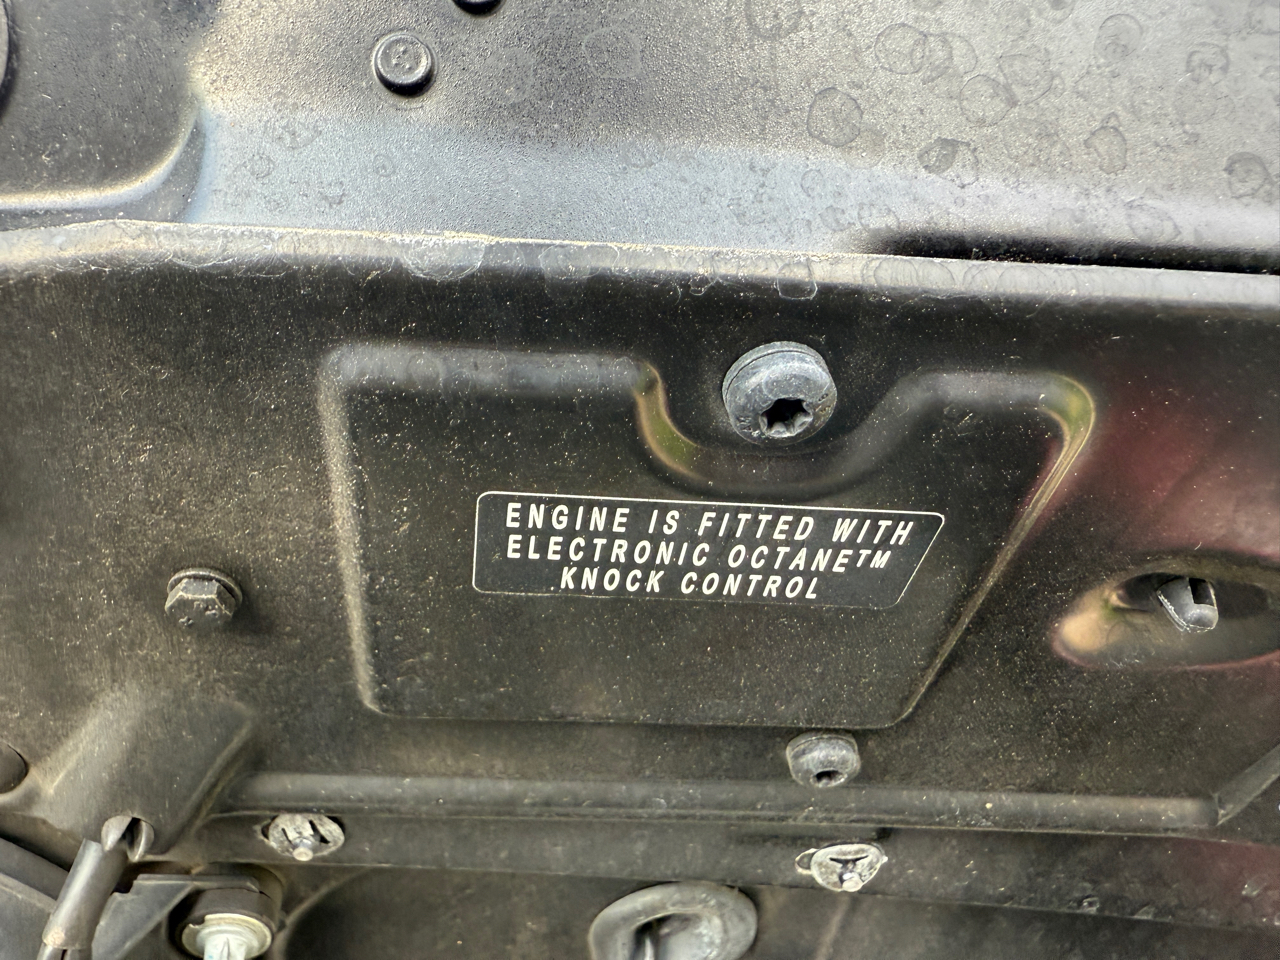 ENGINE IS FITTED WITH
ELECTRONIC OCTANE™
KNOCK CONTROL